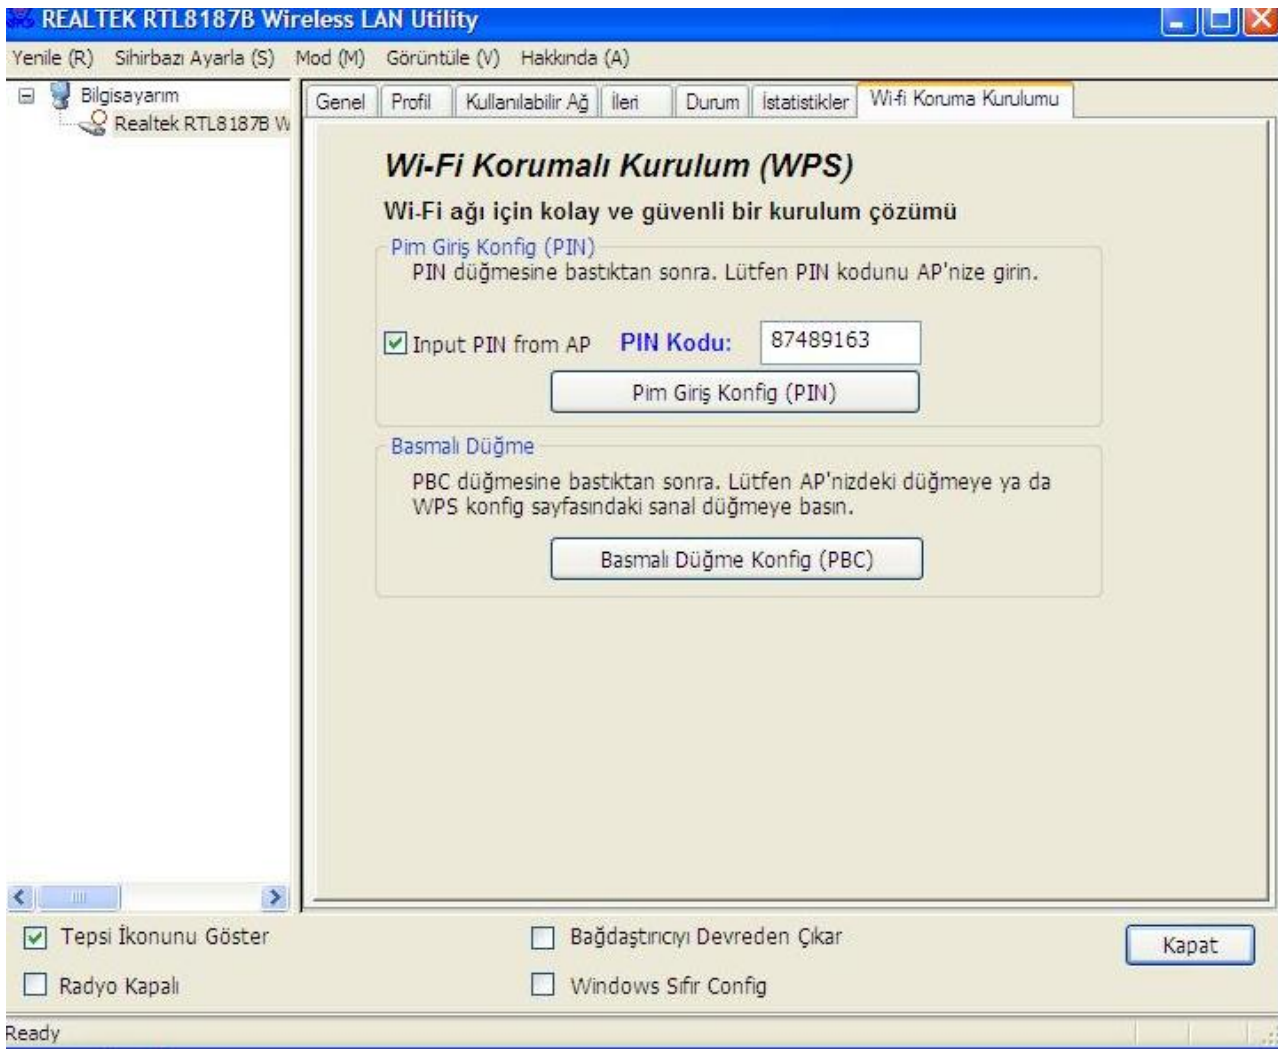 REALTEK RTL8187B Wireless LAN Utility
Yenile (R) Sihirbazı Ayarla (S) Mod (M) Görüntüle (V) Hakkında (A)
Bilgisayarım
Realtek RTL8187B W
Genel Profil Kullanılabilir Ağ İleri Durum İstatistikler Wi-fi Koruma Kurulumu
Wi-Fi Korumalı Kurulum (WPS)
Wi-Fi ağı için kolay ve güvenli bir kurulum çözümü
Pim Giriş Konfig (PIN)
PIN düğmesine bastıktan sonra. Lütfen PIN kodunu AP'nize girin.
Input PIN from AP PIN Kodu: 87489163
Pim Giriş Konfig (PIN)
Basmalı Düğme
PBC düğmesine bastıktan sonra. Lütfen AP'nizdeki düğmeye ya da
WPS konfig sayfasındaki sanal düğmeye basın.
Basmalı Düğme Konfig (PBC)
Tepsi İkonunu Göster Bağdaştırıcıyı Devreden Çıkar Kapat
Radyo Kapalı Windows Sıfır Config
Ready